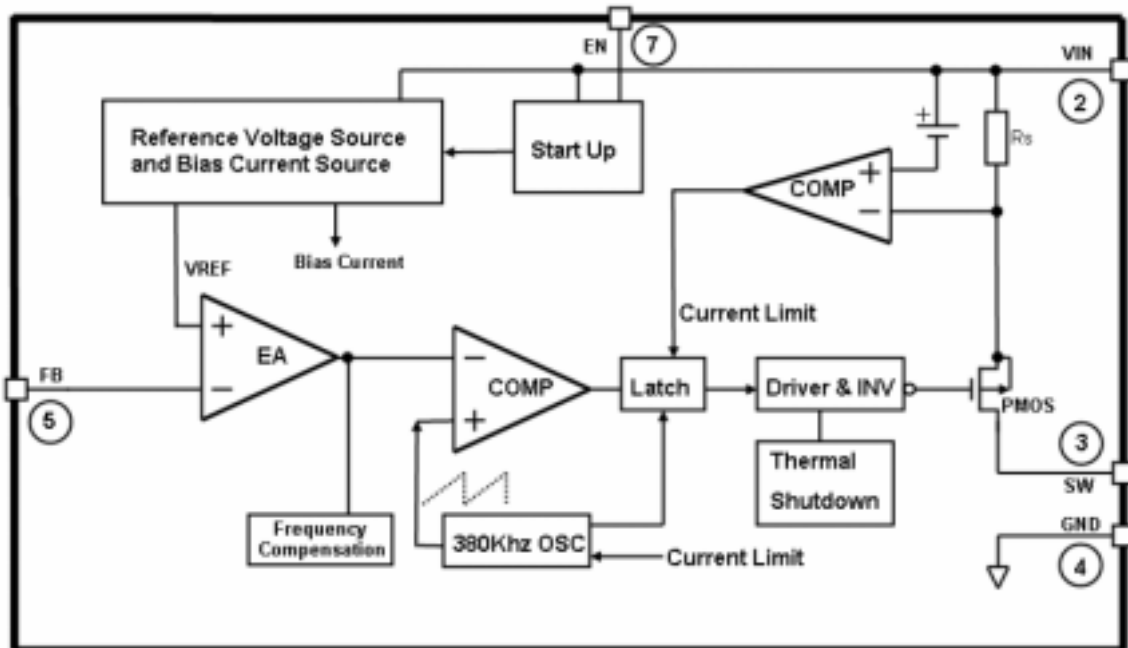 EN
7
VIN
2
Reference Voltage Source
and Bias Current Source
Start Up
+
Rs
COMP
+
−
VREF
Bias Current
Current Limit
+
EA
−
FB
5
−
COMP
+
Latch
Driver & INV
PMOS
3
SW
Thermal
Shutdown
Frequency
Compensation
380Khz OSC
Current Limit
GND
4